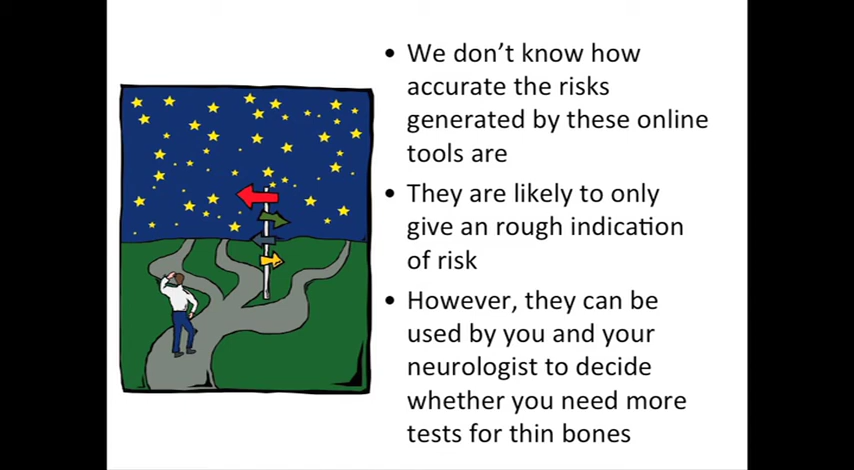 • We don't know how
accurate the risks
generated by these online
tools are
• They are likely to only
give an rough indication
of risk
• However, they can be
used by you and your
neurologist to decide
whether you need more
tests for thin bones